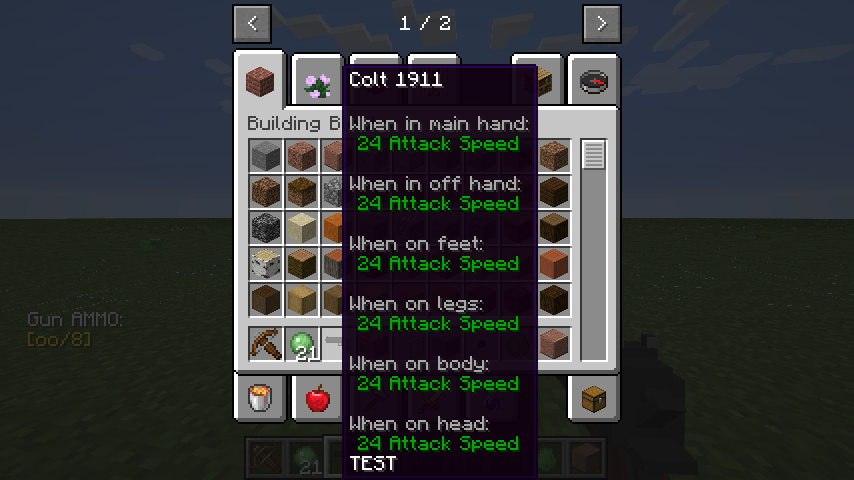 <
1 / 2
>
Colt 1911
Building B
When in main hand:
24 Attack Speed
When in off hand:
24 Attack Speed
When on feet:
24 Attack Speed
When on legs:
24 Attack Speed
When on body:
24 Attack Speed
When on head:
24 Attack Speed
TEST
Gun AMMO:
[oo/8]
21
21